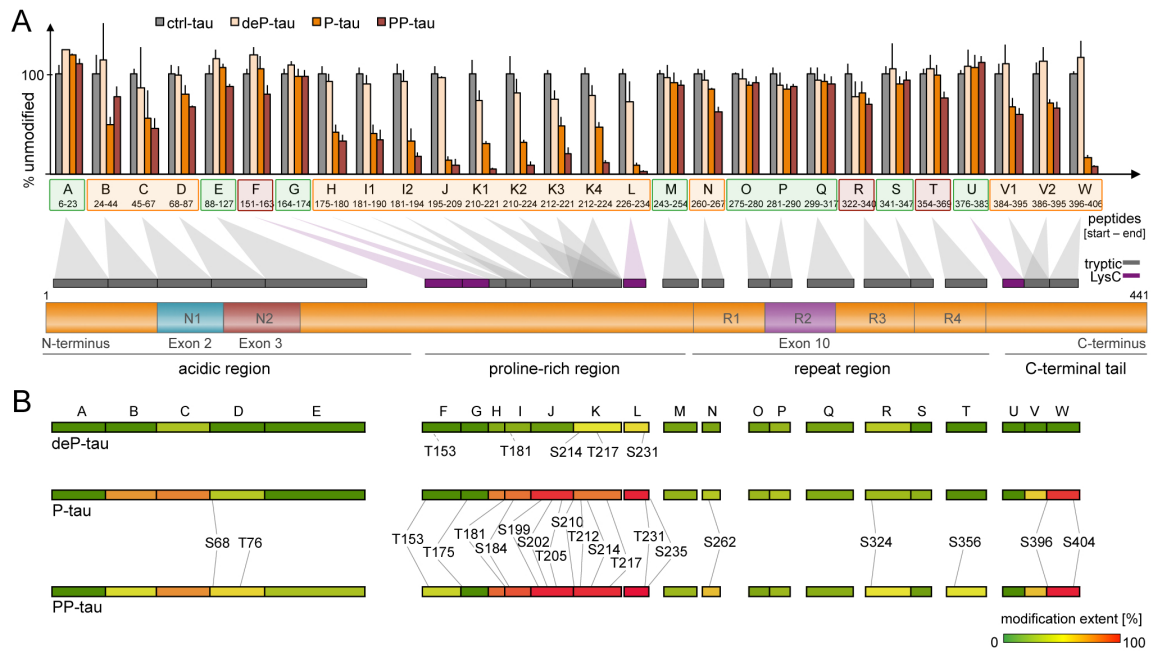 A
ctrl-tau deP-tau P-tau PP-tau
% unmodified
100
A B C D E F G H I1 I2 J K1 K2 K3 K4 L M N O P Q R S T U V1 V2 W
6-23 24-44 45-67 68-87 88-127 151-163 164-174 175-180 181-190 181-194 195-209 210-221 210-224 212-221 212-224 226-234 243-254 260-267 275-280 281-290 299-317 322-340 341-347 354-369 376-383 384-395 386-395 396-406
peptides
[start – end]
tryptic
LysC
1 441
N1 N2 R1 R2 R3 R4
N-terminus Exon 2 Exon 3 Exon 10 C-terminus
acidic region proline-rich region repeat region C-terminal tail
B
A B C D E F G H I J K L M N O P Q R S T U V W
deP-tau
T153 T181 S214 T217 S231
P-tau
S68 T76 T153 T175 T181 S184 S199 S202 T205 S210 T212 S214 T217 T231 S235 S262 S324 S356 S396 S404
PP-tau
modification extent [%]
0 100